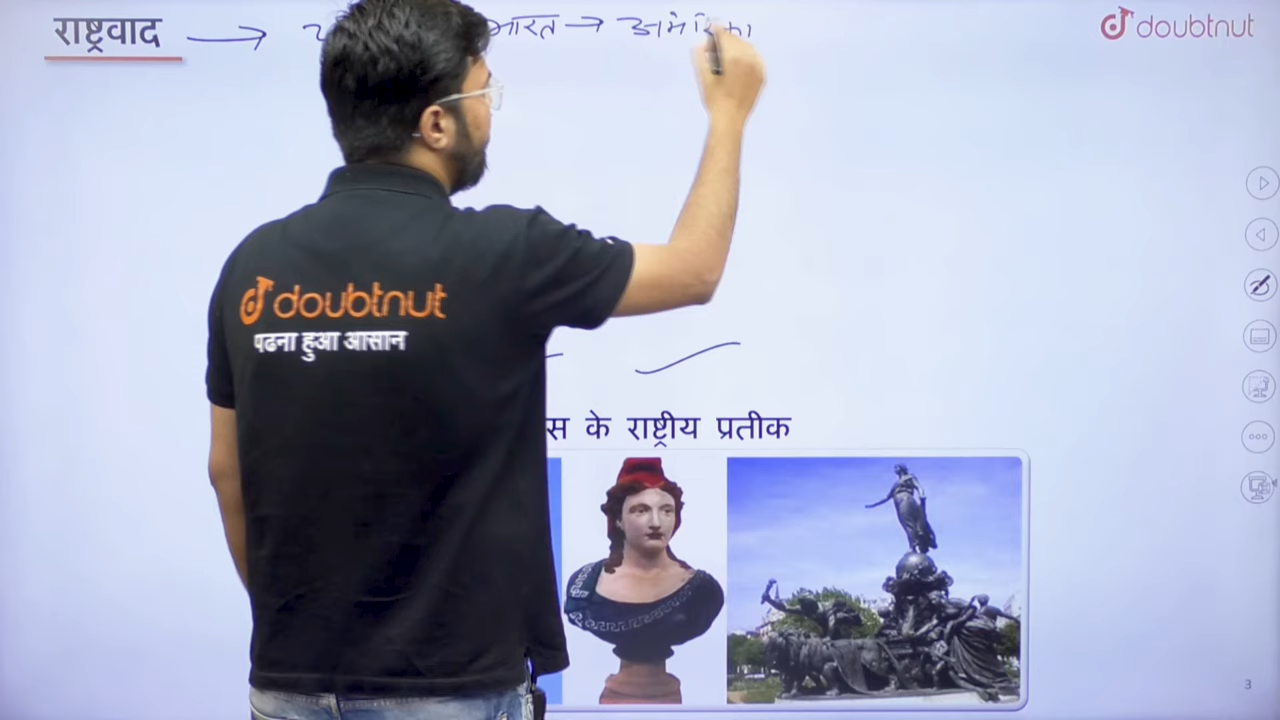 राष्ट्रवाद → भारत → अमेरिका
doubtnut
doubtnut
पढना हुआ आसान
स के राष्ट्रीय प्रतीक
3